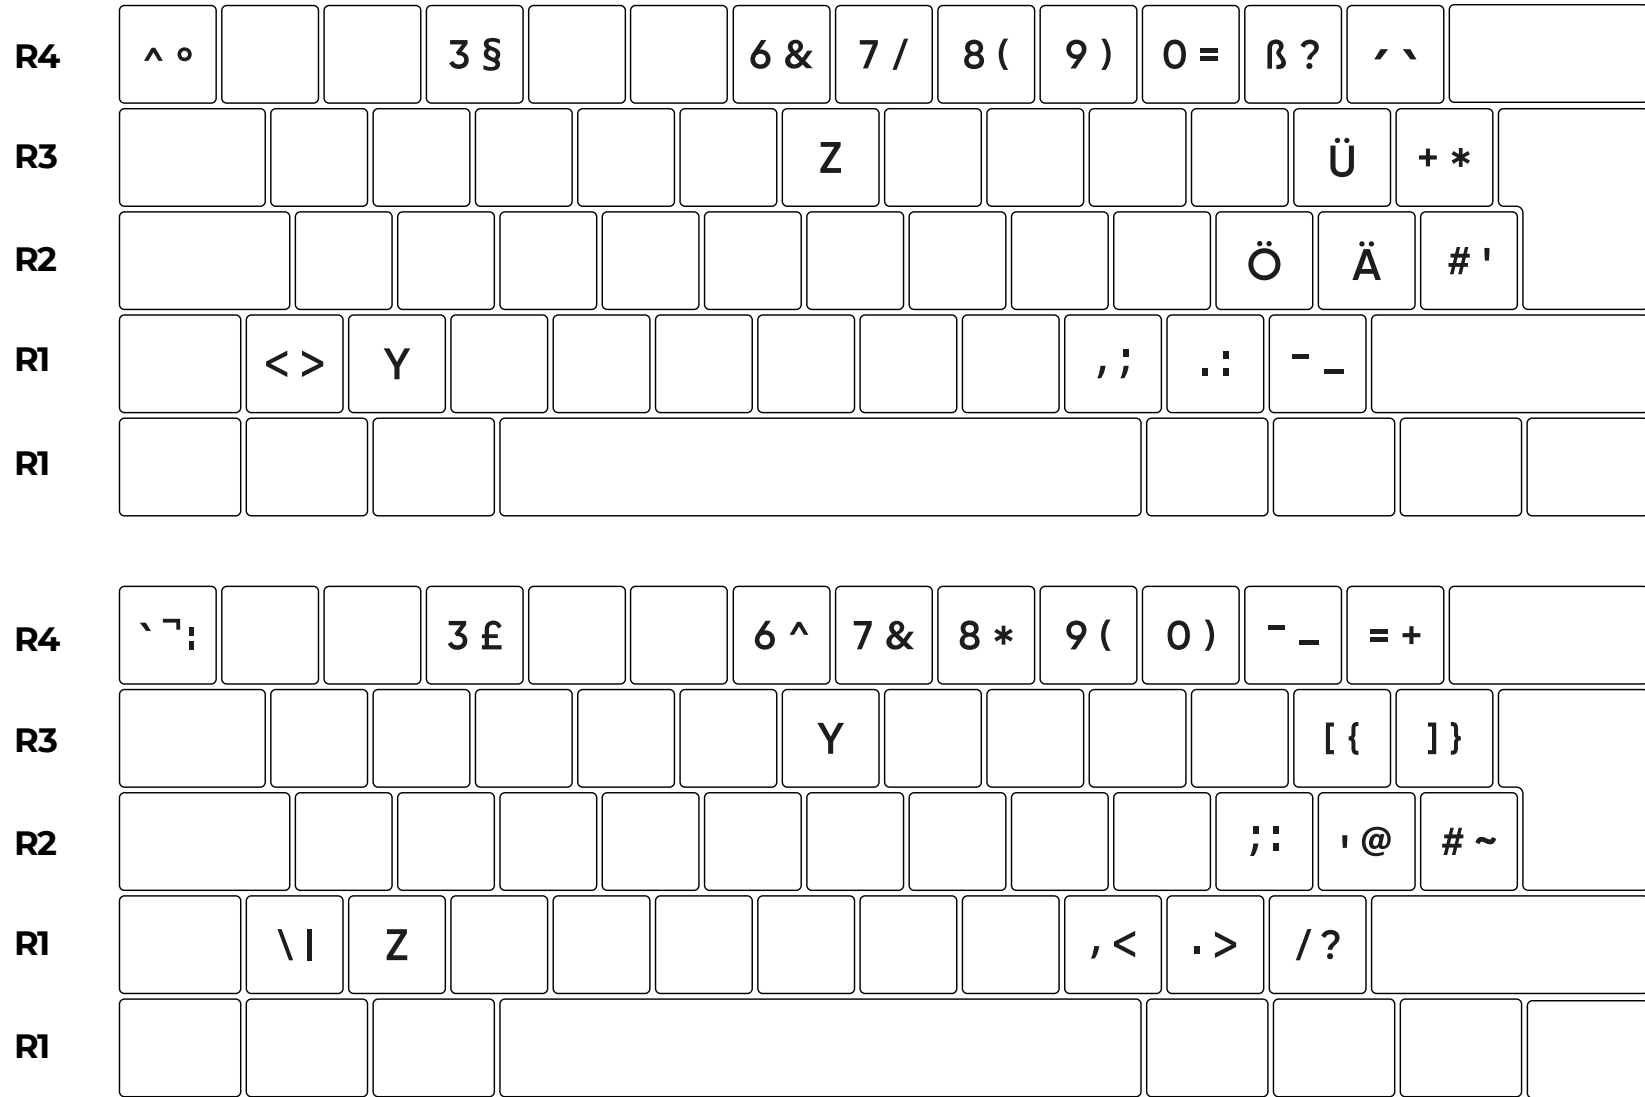 R4 ^ ° 3 § 6 & 7 / 8 ( 9 ) 0 = ß ? ´ `
R3 Z Ü + *
R2 Ö Ä # '
R1 < > Y , ; . : - _
R1
R4 ` ¬ ¦ 3 £ 6 ^ 7 & 8 * 9 ( 0 ) - _ = +
R3 Y [ { ] }
R2 ; : ' @ # ~
R1 \ | Z , < . > / ?
R1